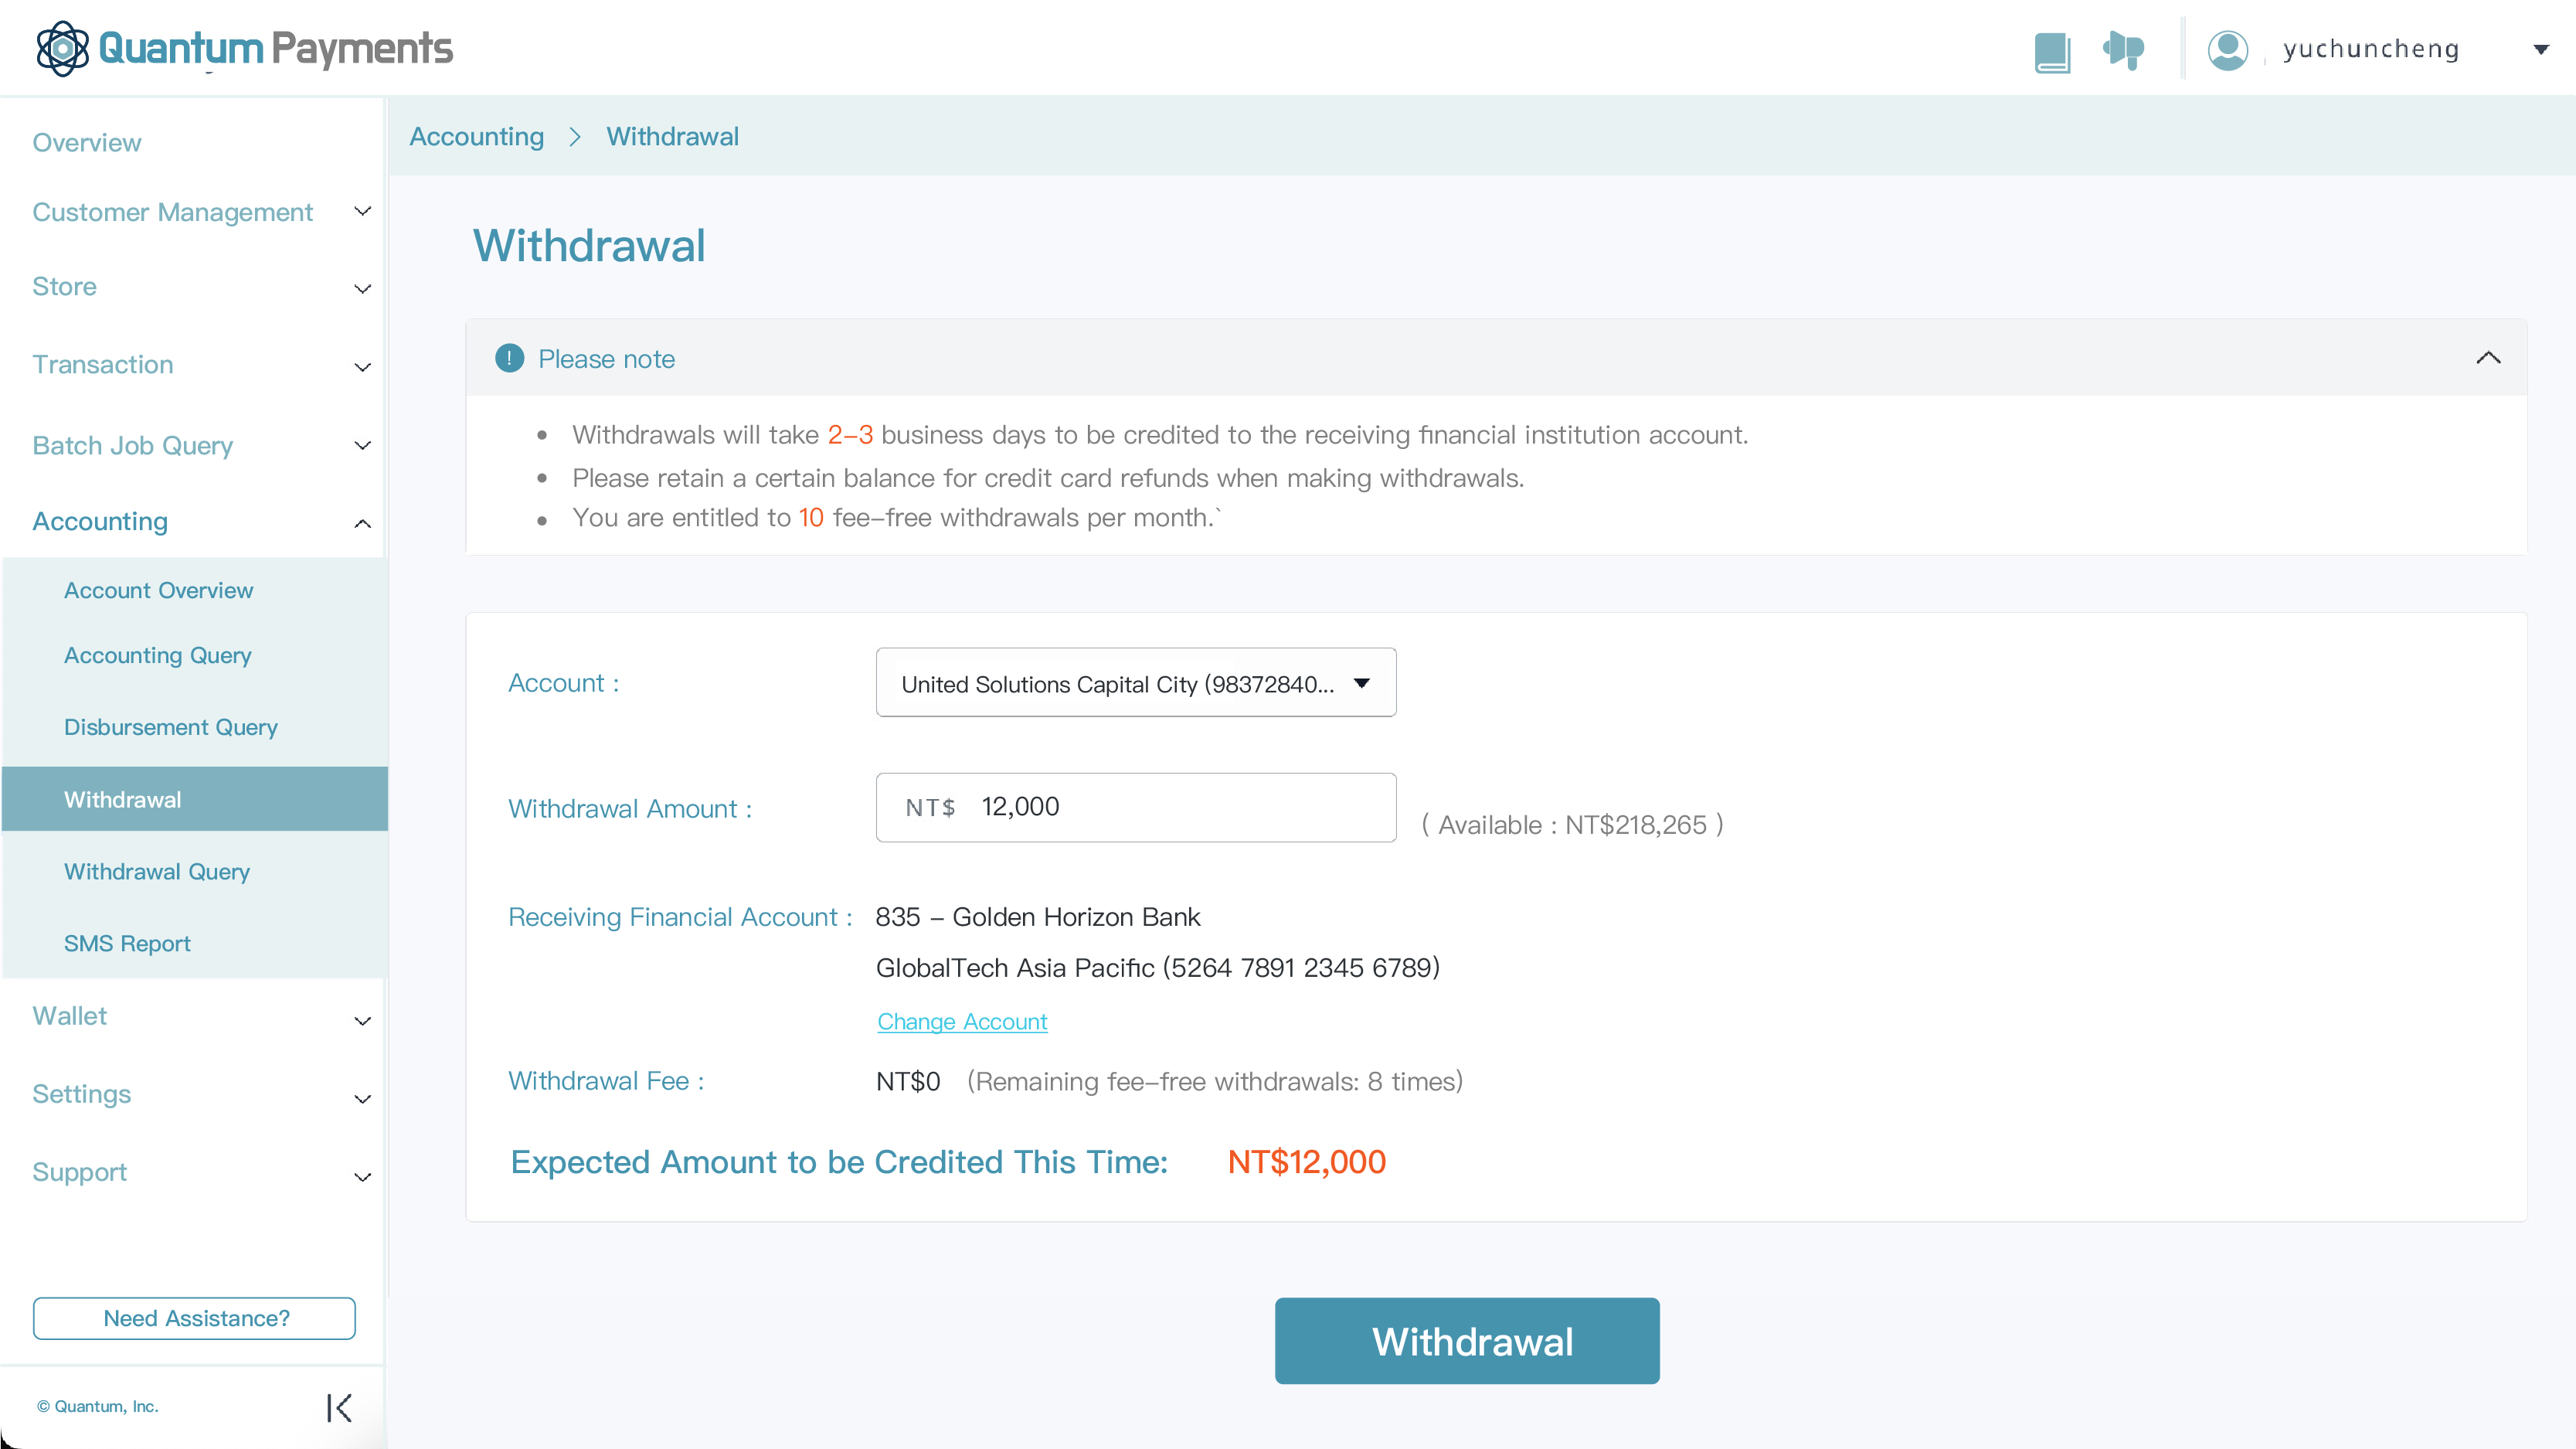 Quantum Payments
yuchuncheng
Overview
Customer Management
Store
Transaction
Batch Job Query
Accounting
Account Overview
Accounting Query
Disbursement Query
Withdrawal
Withdrawal Query
SMS Report
Wallet
Settings
Support
Need Assistance?
© Quantum, Inc.
Accounting > Withdrawal
Withdrawal
! Please note
• Withdrawals will take 2–3 business days to be credited to the receiving financial institution account.
• Please retain a certain balance for credit card refunds when making withdrawals.
• You are entitled to 10 fee–free withdrawals per month.`
Account : United Solutions Capital City (98372840...
Withdrawal Amount : NT$ 12,000 ( Available : NT$218,265 )
Receiving Financial Account : 835 – Golden Horizon Bank
GlobalTech Asia Pacific (5264 7891 2345 6789)
Change Account
Withdrawal Fee : NT$0 (Remaining fee–free withdrawals: 8 times)
Expected Amount to be Credited This Time: NT$12,000
Withdrawal